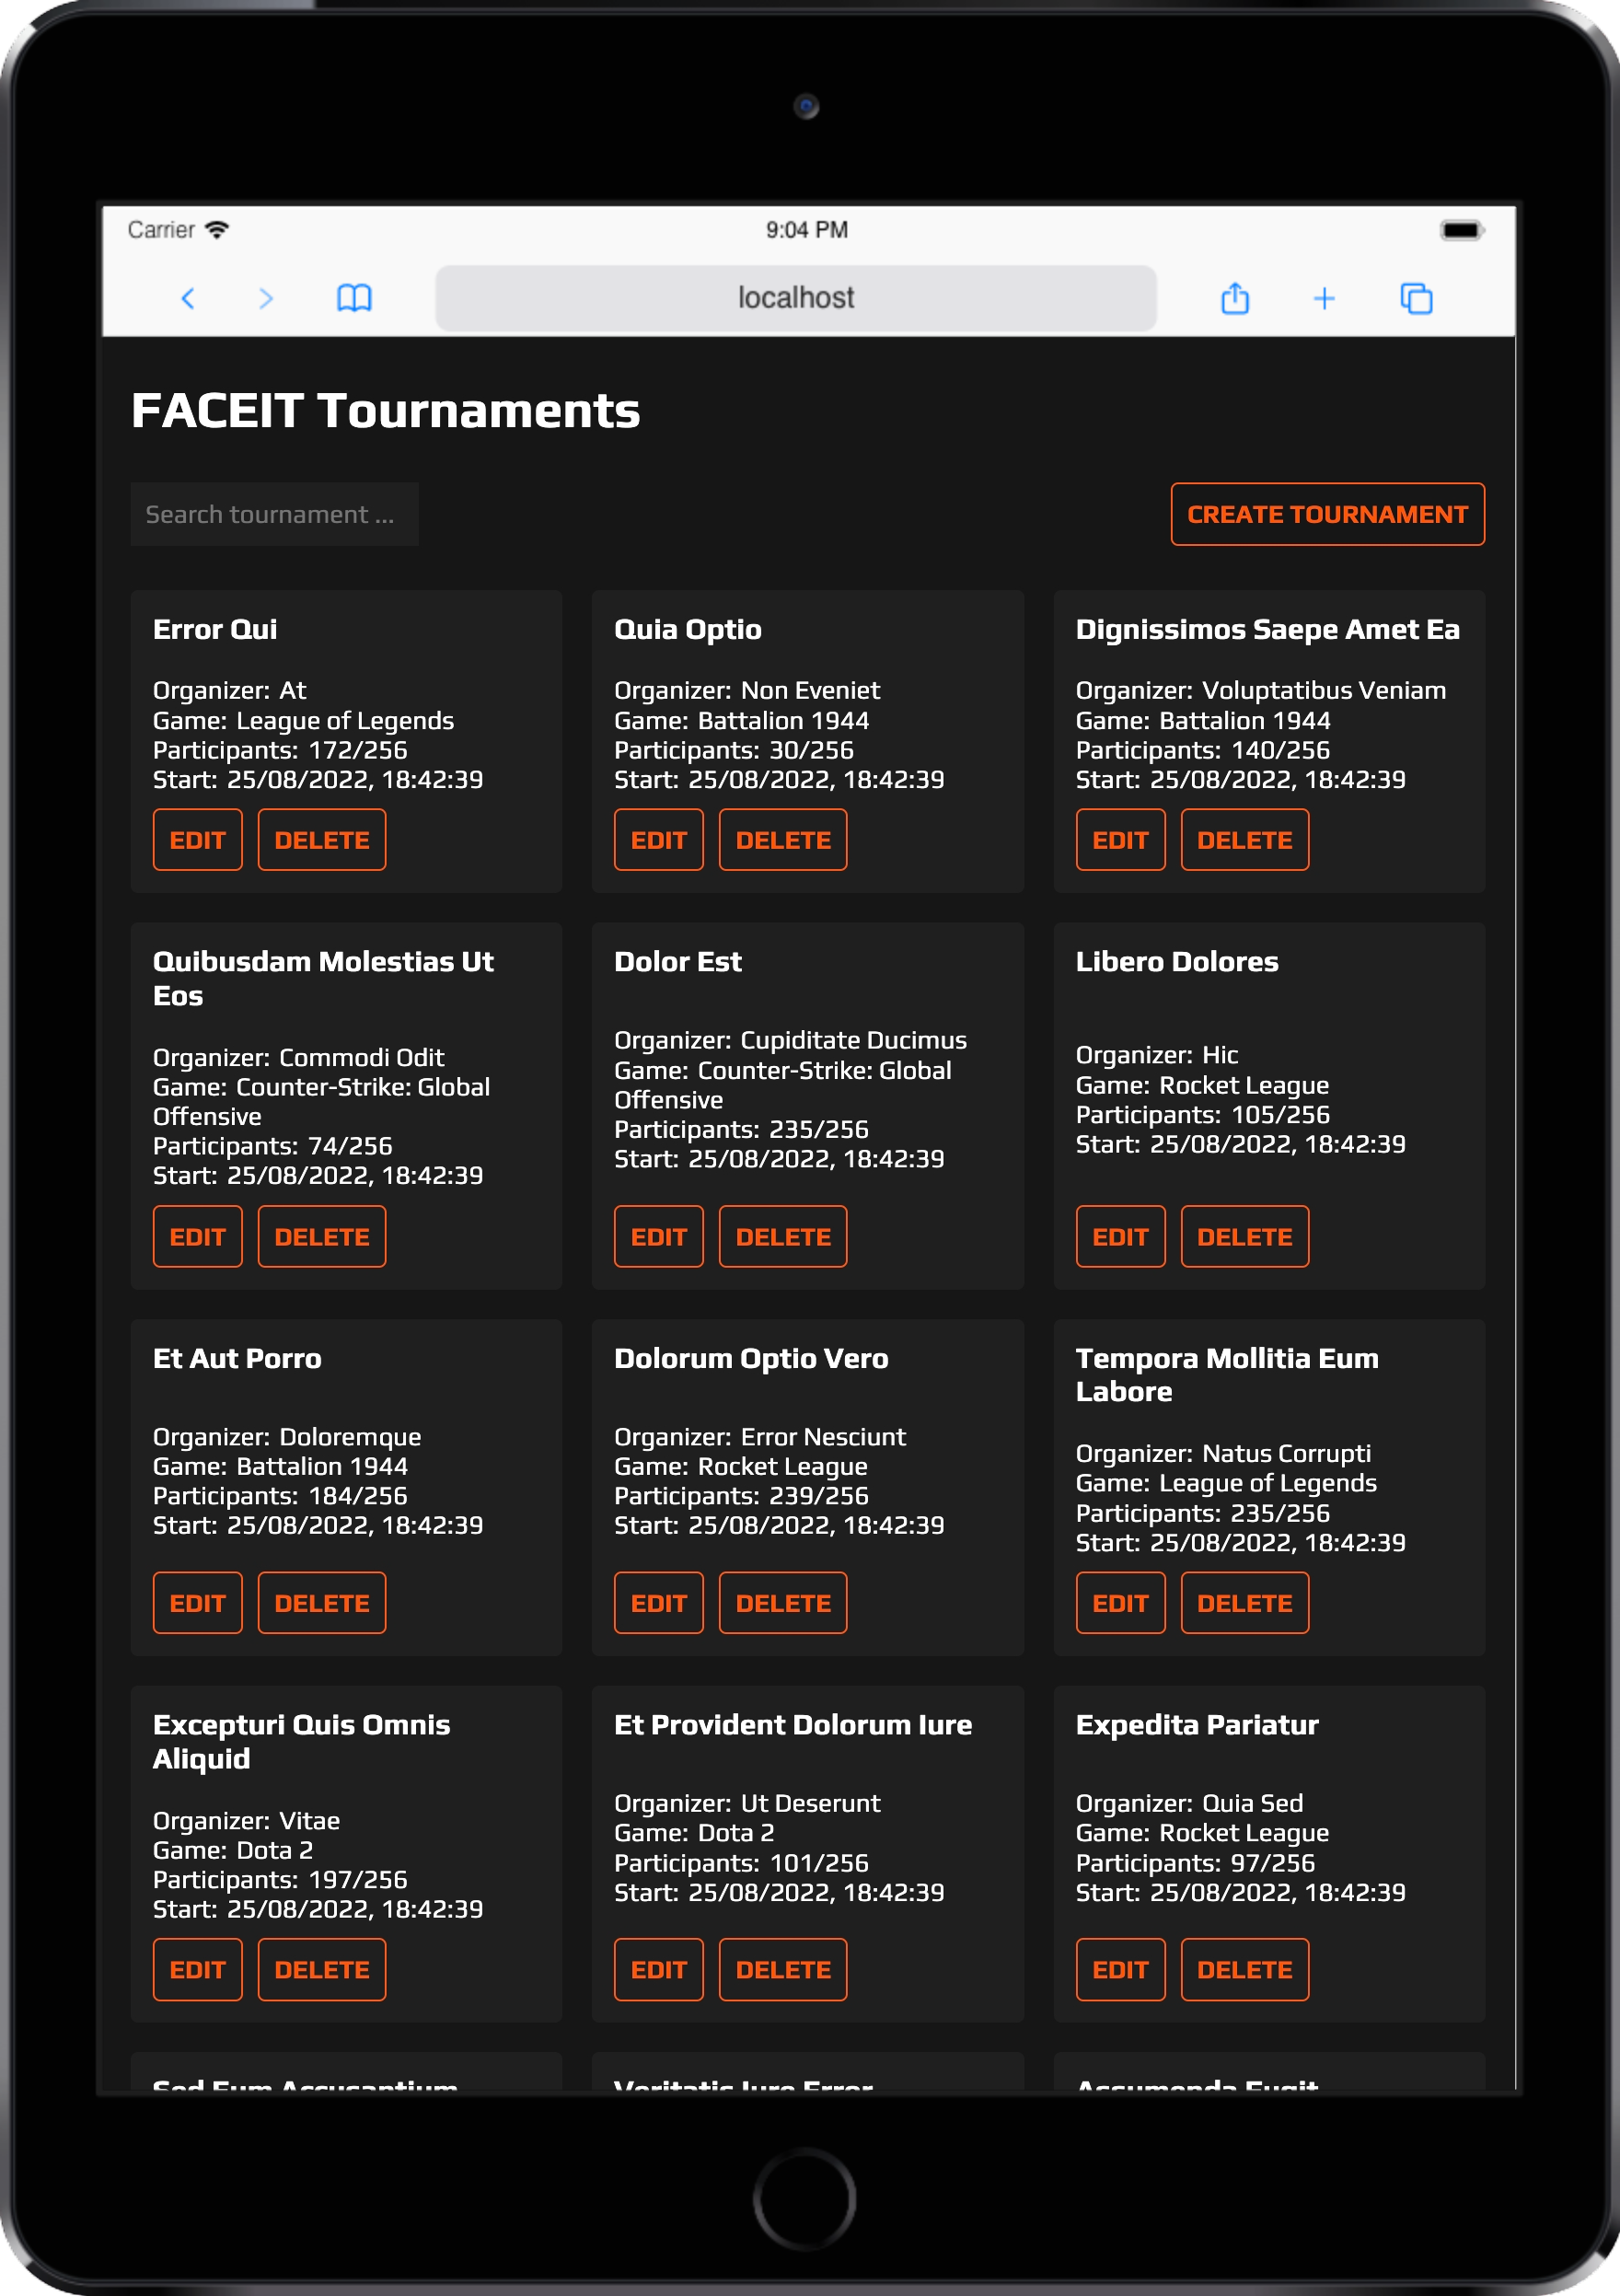 Carrier
9:04 PM
localhost
FACEIT Tournaments
Search tournament ...
CREATE TOURNAMENT
Error Qui
Organizer: At
Game: League of Legends
Participants: 172/256
Start: 25/08/2022, 18:42:39
EDIT DELETE
Quia Optio
Organizer: Non Eveniet
Game: Battalion 1944
Participants: 30/256
Start: 25/08/2022, 18:42:39
EDIT DELETE
Dignissimos Saepe Amet Ea
Organizer: Voluptatibus Veniam
Game: Battalion 1944
Participants: 140/256
Start: 25/08/2022, 18:42:39
EDIT DELETE
Quibusdam Molestias Ut
Eos
Organizer: Commodi Odit
Game: Counter-Strike: Global
Offensive
Participants: 74/256
Start: 25/08/2022, 18:42:39
EDIT DELETE
Dolor Est
Organizer: Cupiditate Ducimus
Game: Counter-Strike: Global
Offensive
Participants: 235/256
Start: 25/08/2022, 18:42:39
EDIT DELETE
Libero Dolores
Organizer: Hic
Game: Rocket League
Participants: 105/256
Start: 25/08/2022, 18:42:39
EDIT DELETE
Et Aut Porro
Organizer: Doloremque
Game: Battalion 1944
Participants: 184/256
Start: 25/08/2022, 18:42:39
EDIT DELETE
Dolorum Optio Vero
Organizer: Error Nesciunt
Game: Rocket League
Participants: 239/256
Start: 25/08/2022, 18:42:39
EDIT DELETE
Tempora Mollitia Eum
Labore
Organizer: Natus Corrupti
Game: League of Legends
Participants: 235/256
Start: 25/08/2022, 18:42:39
EDIT DELETE
Excepturi Quis Omnis
Aliquid
Organizer: Vitae
Game: Dota 2
Participants: 197/256
Start: 25/08/2022, 18:42:39
EDIT DELETE
Et Provident Dolorum Iure
Organizer: Ut Deserunt
Game: Dota 2
Participants: 101/256
Start: 25/08/2022, 18:42:39
EDIT DELETE
Expedita Pariatur
Organizer: Quia Sed
Game: Rocket League
Participants: 97/256
Start: 25/08/2022, 18:42:39
EDIT DELETE
Sed Eum Accusantium
Veritatis Iure Error
Assumenda Fugit